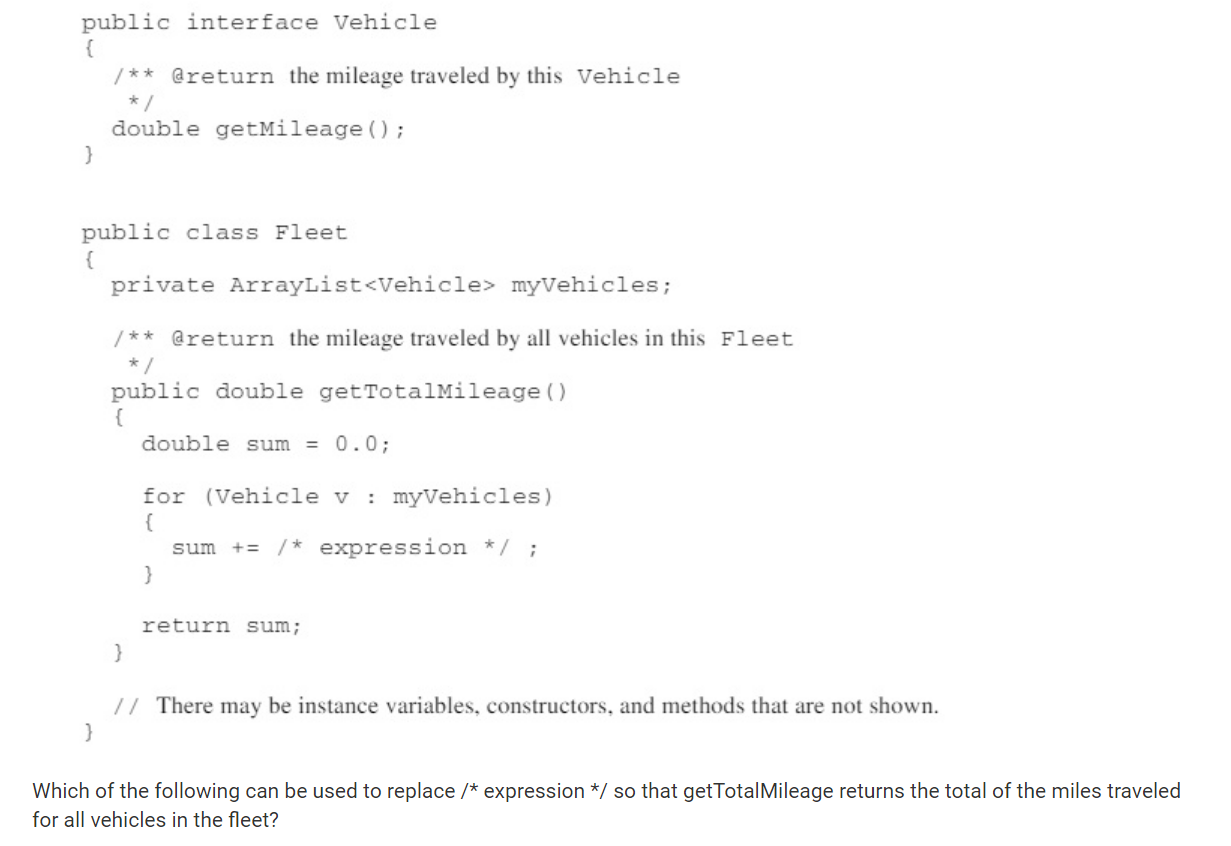 public interface Vehicle
{
/** @return the mileage traveled by this Vehicle
*/
double getMileage();
}
public class Fleet
{
private ArrayList<Vehicle> myVehicles;
/** @return the mileage traveled by all vehicles in this Fleet
*/
public double getTotalMileage()
{
double sum = 0.0;
for (Vehicle v : myVehicles)
{
sum += /* expression */ ;
}
return sum;
}
// There may be instance variables, constructors, and methods that are not shown.
}
Which of the following can be used to replace /* expression */ so that getTotalMileage returns the total of the miles traveled
for all vehicles in the fleet?